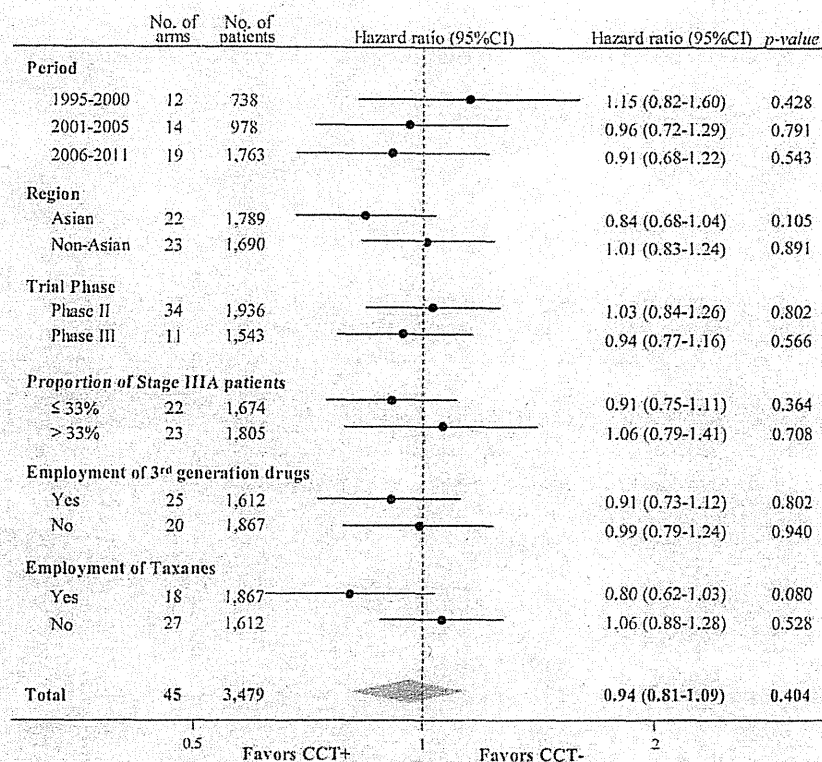 No. of arms No. of patients Hazard ratio (95%CI) Hazard ratio (95%CI) p-value
Period
1995-2000 12 738 1.15 (0.82-1.60) 0.428
2001-2005 14 978 0.96 (0.72-1.29) 0.791
2006-2011 19 1,763 0.91 (0.68-1.22) 0.543
Region
Asian 22 1,789 0.84 (0.68-1.04) 0.105
Non-Asian 23 1,690 1.01 (0.83-1.24) 0.891
Trial Phase
Phase II 34 1,936 1.03 (0.84-1.26) 0.802
Phase III 11 1,543 0.94 (0.77-1.16) 0.566
Proportion of Stage IIIA patients
≤ 33% 22 1,674 0.91 (0.75-1.11) 0.364
> 33% 23 1,805 1.06 (0.79-1.41) 0.708
Employment of 3rd generation drugs
Yes 25 1,612 0.91 (0.73-1.12) 0.802
No 20 1,867 0.99 (0.79-1.24) 0.940
Employment of Taxanes
Yes 18 1,867 0.80 (0.62-1.03) 0.080
No 27 1,612 1.06 (0.88-1.28) 0.528
Total 45 3,479 0.94 (0.81-1.09) 0.404
0.5 1 2
Favors CCT+ Favors CCT-